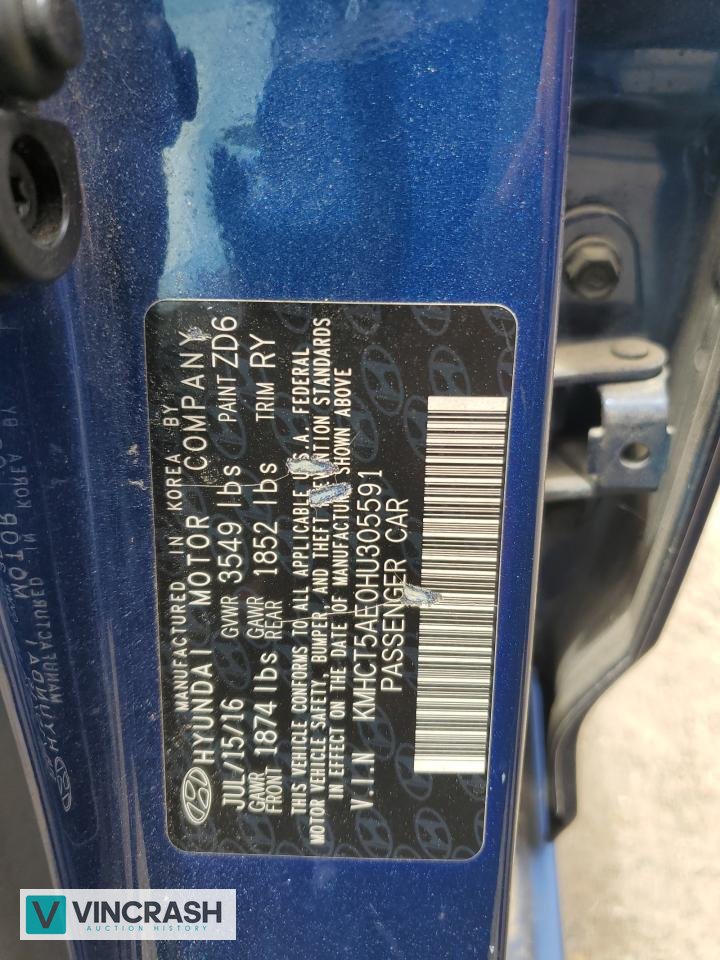 MANUFACTURED IN KOREA BY
HYUNDAI MOTOR COMPANY
JUL/15/16 GVWR 3549 lbs PAINT ZD6
GAWR FRONT 1874 lbs GAWR REAR 1852 lbs TRIM RY
THIS VEHICLE CONFORMS TO ALL APPLICABLE U.S.A. FEDERAL
MOTOR VEHICLE SAFETY, BUMPER, AND THEFT PREVENTION STANDARDS
IN EFFECT ON THE DATE OF MANUFACTURE SHOWN ABOVE
V.I.N KMHCT5AE0HU305591
PASSENGER CAR
VINCRASH
AUCTION HISTORY